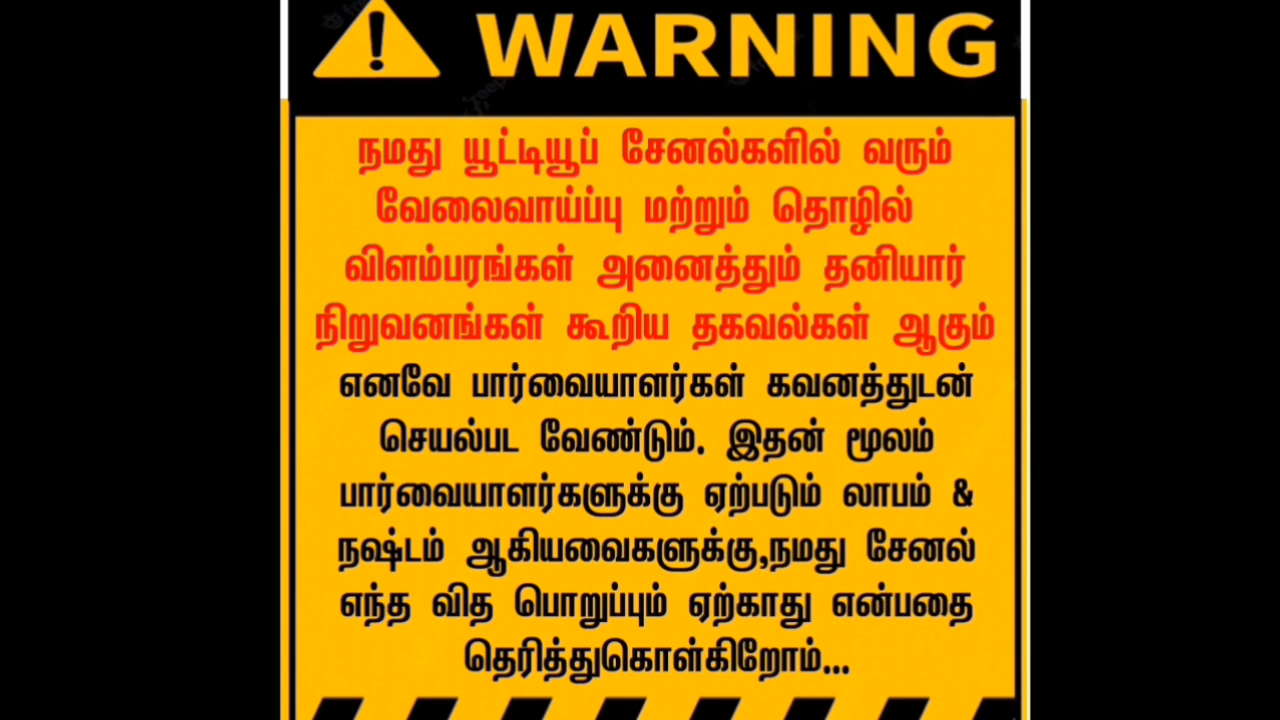 WARNING
நமது யூட்டியூப் சேனல்களில் வரும்
வேலைவாய்ப்பு மற்றும் தொழில்
விளம்பரங்கள் அனைத்தும் தனியார்
நிறுவனங்கள் கூறிய தகவல்கள் ஆகும்
எனவே பார்வையாளர்கள் கவனத்துடன்
செயல்பட வேண்டும். இதன் மூலம்
பார்வையாளர்களுக்கு ஏற்படும் லாபம் &
நஷ்டம் ஆகியவைகளுக்கு,நமது சேனல்
எந்த வித பொறுப்பும் ஏற்காது என்பதை
தெரித்துகொள்கிறோம்...